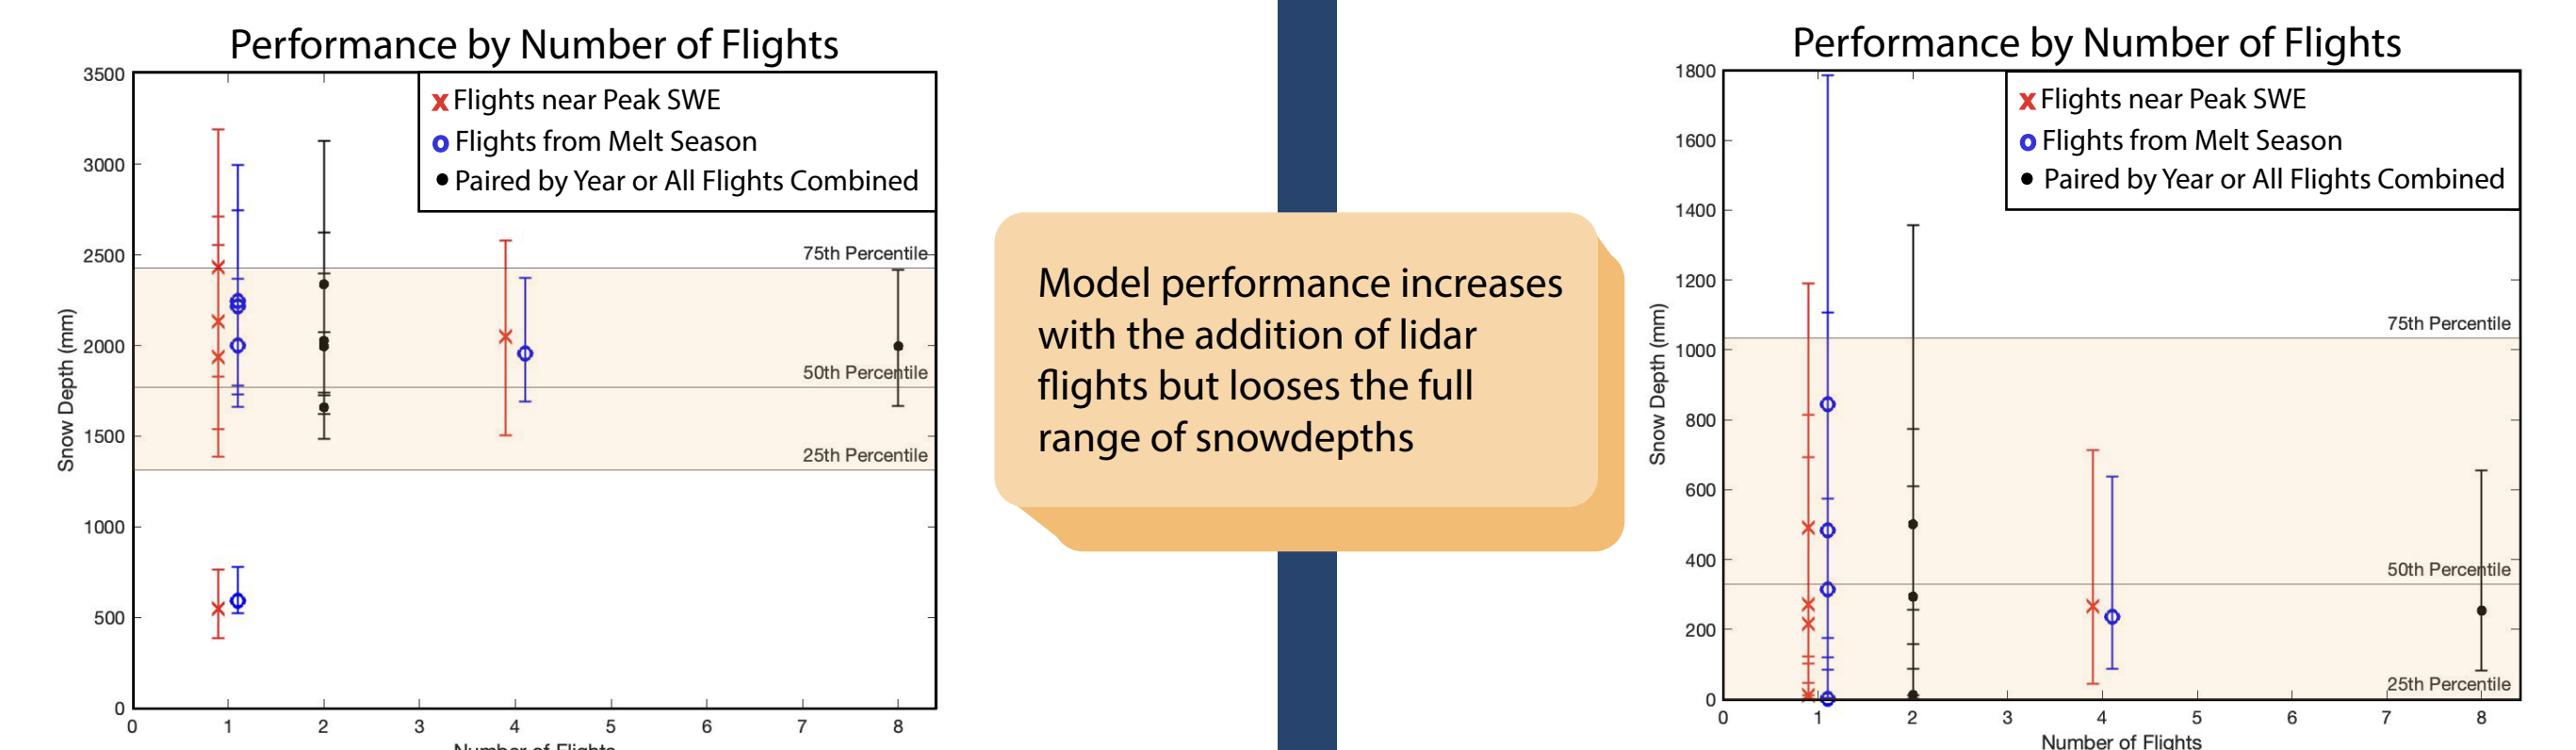 Performance by Number of Flights
3500
3000
2500
2000
1500
1000
500
0
Snow Depth (mm)
x Flights near Peak SWE
o Flights from Melt Season
• Paired by Year or All Flights Combined
75th Percentile
50th Percentile
25th Percentile
0 1 2 3 4 5 6 7 8
Number of Flights
Model performance increases
with the addition of lidar
flights but looses the full
range of snowdepths
Performance by Number of Flights
1800
1600
1400
1200
1000
800
600
400
200
0
Snow Depth (mm)
x Flights near Peak SWE
o Flights from Melt Season
• Paired by Year or All Flights Combined
75th Percentile
50th Percentile
25th Percentile
0 1 2 3 4 5 6 7 8
Number of Flights